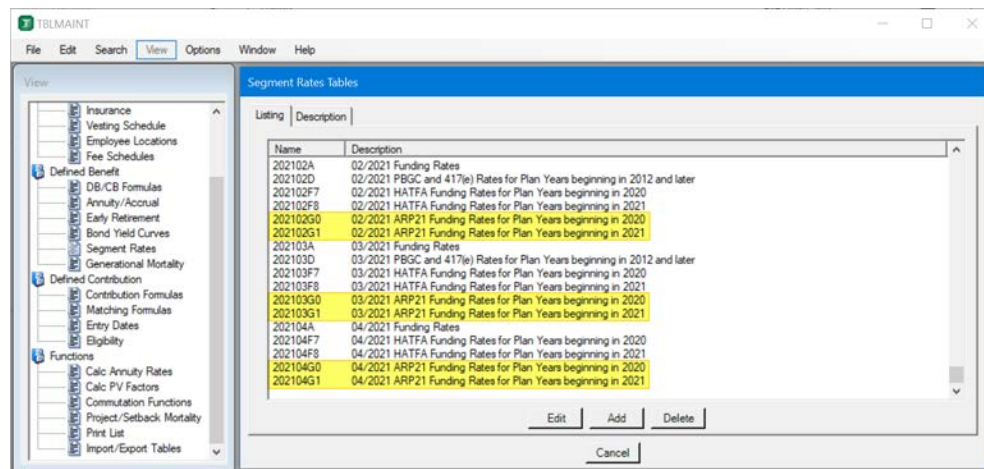 TBLMAINT
File Edit Search View Options Window Help
View
Insurance
Vesting Schedule
Employee Locations
Fee Schedules
Defined Benefit
DB/CB Formulas
Annuity/Accrual
Early Retirement
Bond Yield Curves
Segment Rates
Generational Mortality
Defined Contribution
Contribution Formulas
Matching Formulas
Entry Dates
Eligibility
Functions
Calc Annuity Rates
Calc PV Factors
Commutation Functions
Project/Setback Mortality
Print List
Import/Export Tables
Segment Rates Tables
Listing Description
Name Description
202102A 02/2021 Funding Rates
202102D 02/2021 PBGC and 417(e) Rates for Plan Years beginning in 2012 and later
202102F7 02/2021 HATFA Funding Rates for Plan Years beginning in 2020
202102F8 02/2021 HATFA Funding Rates for Plan Years beginning in 2021
202102G0 02/2021 ARP21 Funding Rates for Plan Years beginning in 2020
202102G1 02/2021 ARP21 Funding Rates for Plan Years beginning in 2021
202103A 03/2021 Funding Rates
202103D 03/2021 PBGC and 417(e) Rates for Plan Years beginning in 2012 and later
202103F7 03/2021 HATFA Funding Rates for Plan Years beginning in 2020
202103F8 03/2021 HATFA Funding Rates for Plan Years beginning in 2021
202103G0 03/2021 ARP21 Funding Rates for Plan Years beginning in 2020
202103G1 03/2021 ARP21 Funding Rates for Plan Years beginning in 2021
202104A 04/2021 Funding Rates
202104F7 04/2021 HATFA Funding Rates for Plan Years beginning in 2020
202104F8 04/2021 HATFA Funding Rates for Plan Years beginning in 2021
202104G0 04/2021 ARP21 Funding Rates for Plan Years beginning in 2020
202104G1 04/2021 ARP21 Funding Rates for Plan Years beginning in 2021
Edit Add Delete
Cancel